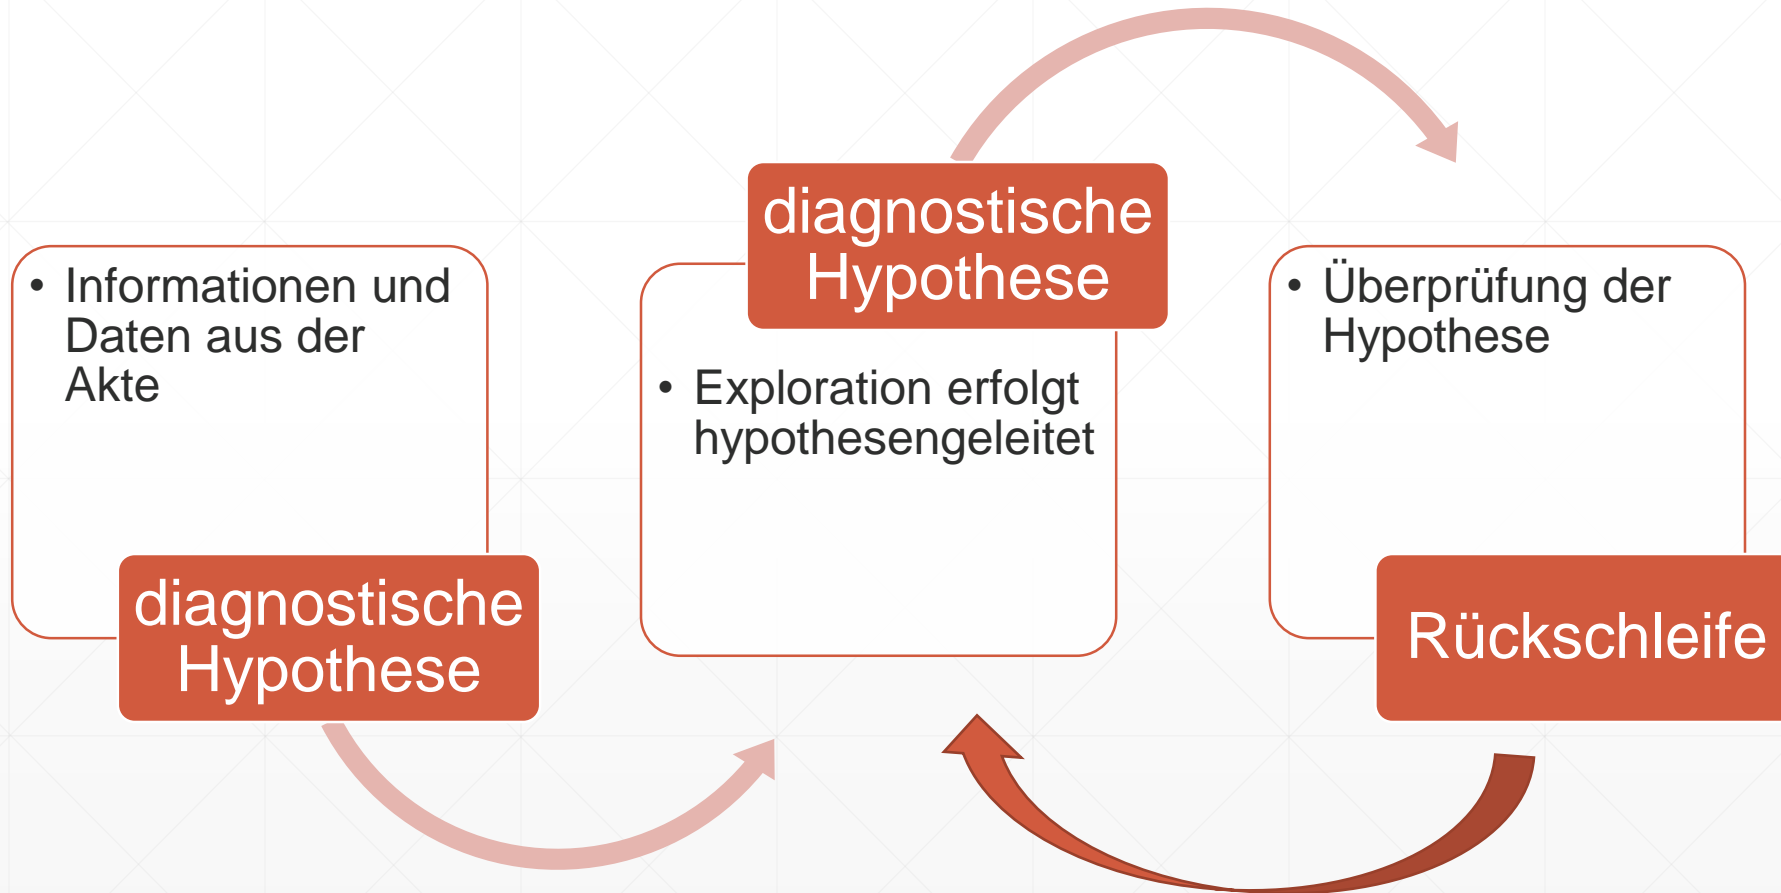 • Informationen und
Daten aus der
Akte
diagnostische
Hypothese
diagnostische
Hypothese
• Exploration erfolgt
hypothesengeleitet
• Überprüfung der
Hypothese
Rückschleife